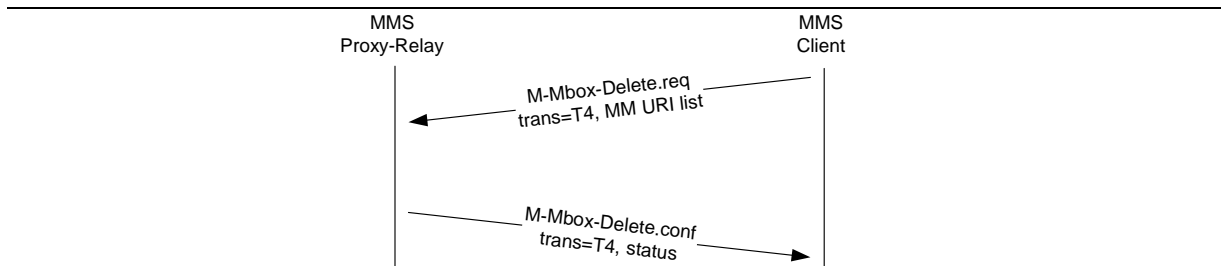 MMS
Proxy-Relay
MMS
Client
M-Mbox-Delete.req
trans=T4, MM URI list
M-Mbox-Delete.conf
trans=T4, status